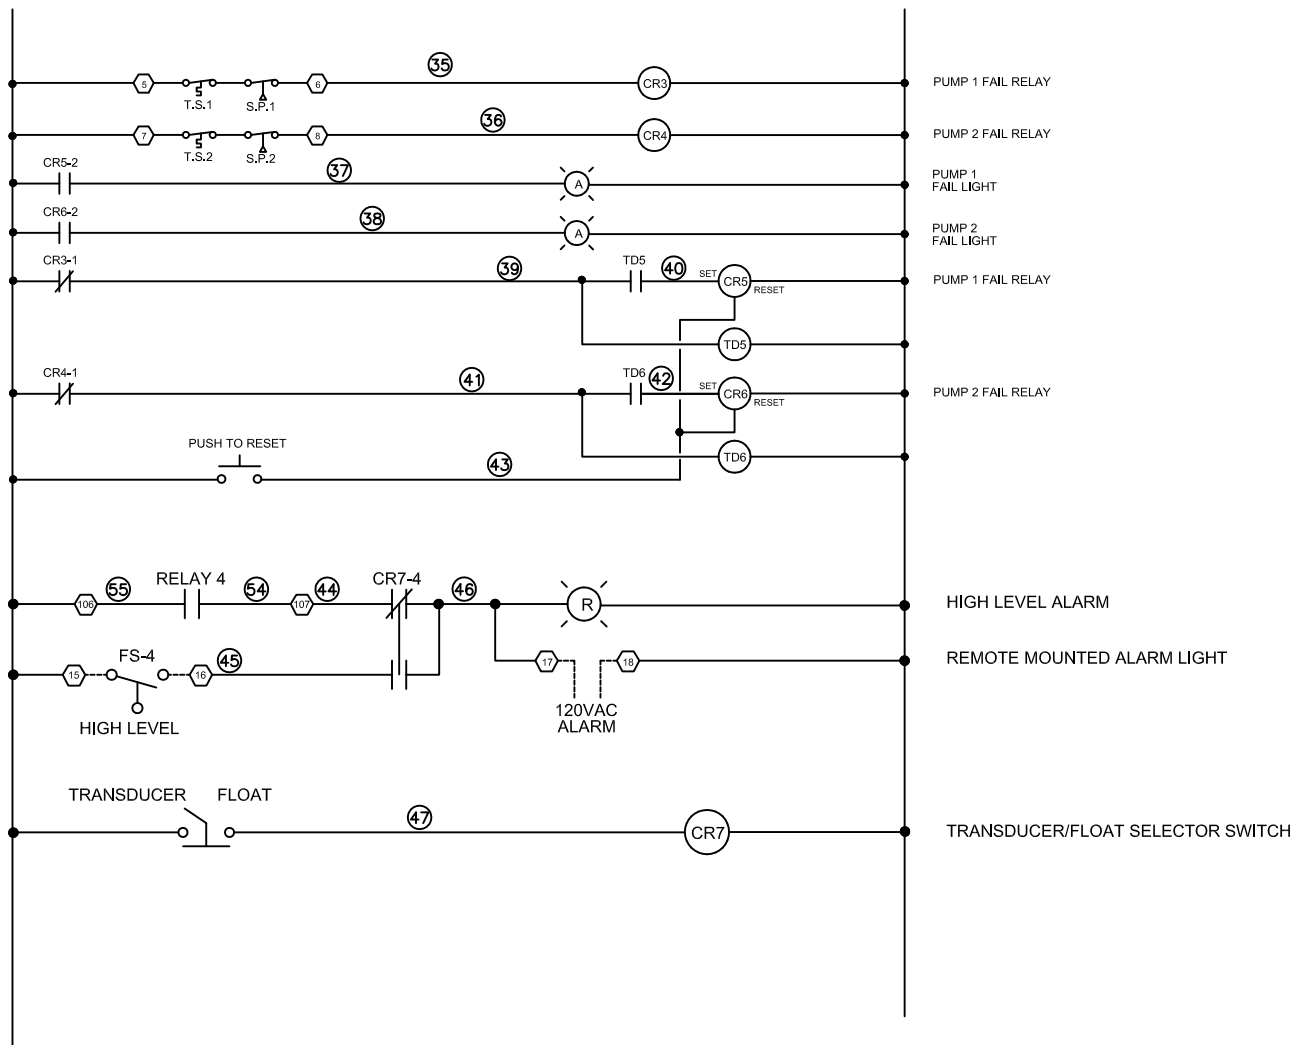 35
5
6
CR3
PUMP 1 FAIL RELAY
T.S.1
S.P.1
36
7
8
CR4
PUMP 2 FAIL RELAY
T.S.2
S.P.2
CR5-2
37
A
PUMP 1
FAIL LIGHT
CR6-2
38
A
PUMP 2
FAIL LIGHT
CR3-1
39
TD5
40
SET
CR5
RESET
PUMP 1 FAIL RELAY
TD5
CR4-1
41
TD6
42
SET
CR6
RESET
PUMP 2 FAIL RELAY
PUSH TO RESET
43
TD6
106
55
RELAY 4
54
107
44
CR7-4
46
R
HIGH LEVEL ALARM
15
FS-4
16
45
17
18
REMOTE MOUNTED ALARM LIGHT
HIGH LEVEL
120VAC
ALARM
TRANSDUCER FLOAT
47
CR7
TRANSDUCER/FLOAT SELECTOR SWITCH